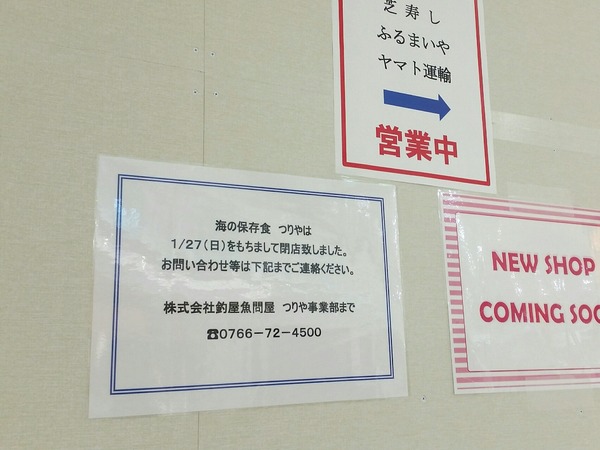 芝寿し
ふるまいや
ヤマト運輸
営業中
海の保存食 つりやは
1/27(日)をもちまして閉店致しました。
お問い合わせ等は下記までご連絡ください。
株式会社釣屋魚問屋 つりや事業部まで
☎0766-72-4500
NEW SHOP
COMING SOO